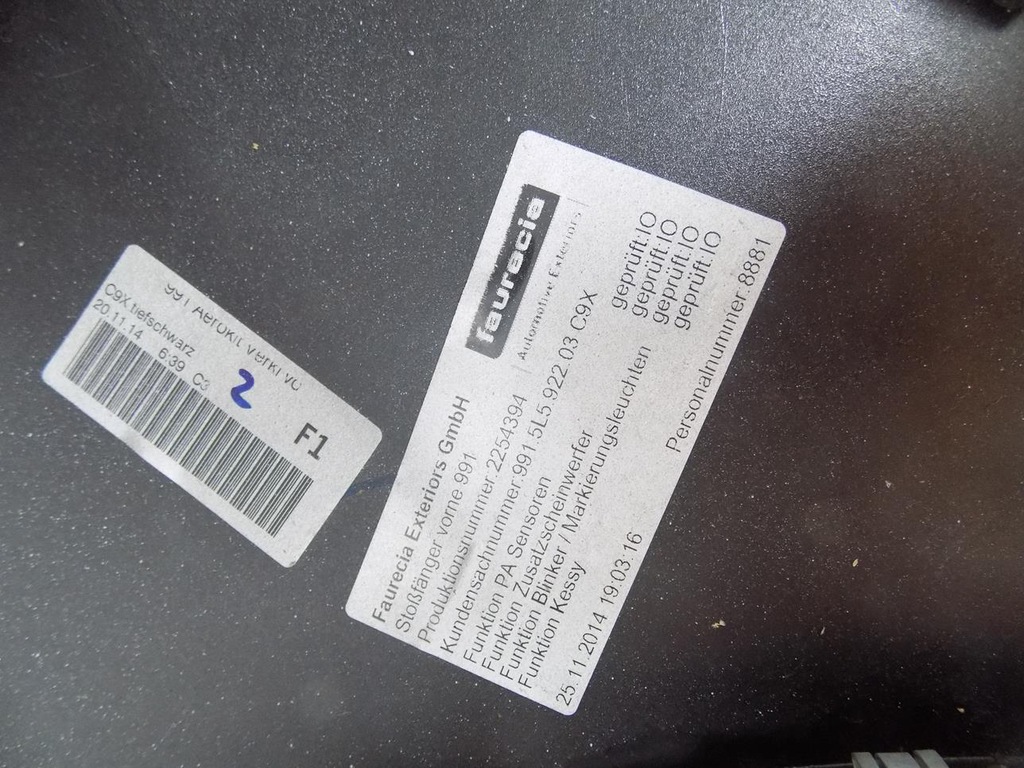 991 Aerokit Verkl vo
C9X tiefschwarz
20.11.14 6:39 C3
2
F1
faurecia
Automotive Exteriors
Faurecia Exteriors GmbH
Stoßfänger vorne 991
Produktionsnummer:2254394
Kundensachnummer:991.5L5.922 03 C9X
Funktion PA Sensoren geprüft:IO
Funktion Zusatzscheinwerfer geprüft:IO
Funktion Blinker / Markierungsleuchten geprüft:IO
Funktion Kessy geprüft:IO
25.11.2014 19:03:16 Personalnummer:8881